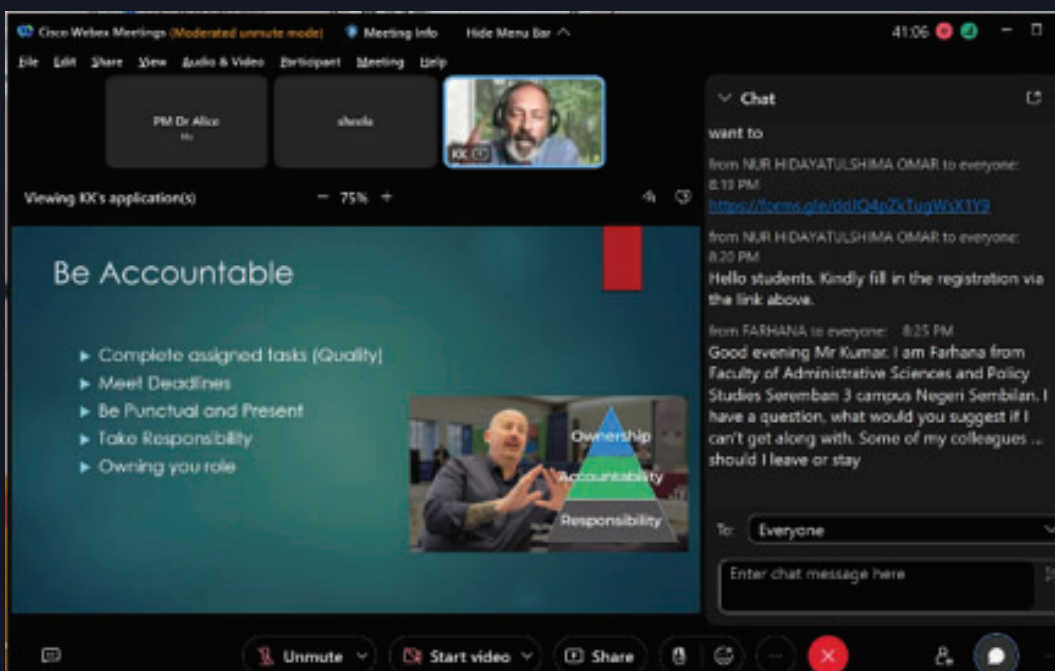 Cisco Webex Meetings (Moderated unmute mode) Meeting Info Hide Menu Bar 41:06
File Edit Share View Audio & Video Participant Meeting Help
PM Dr Alice
Me
sheela
KK
Viewing KK's application(s) 75%
Be Accountable
Complete assigned tasks (Quality)
Meet Deadlines
Be Punctual and Present
Take Responsibility
Owning you role
Ownership
Accountability
Responsibility
Chat
want to
from NUR HIDAYATULSHIMA OMAR to everyone:
8:19 PM
from NUR HIDAYATULSHIMA OMAR to everyone:
8:20 PM
Hello students. Kindly fill in the registration via
the link above.
from FARHANA to everyone: 8:25 PM
Good evening Mr Kumar. I am Farhana from
Faculty of Administrative Sciences and Policy
Studies Seremban 3 campus Negeri Sembilan. I
have a question, what would you suggest if I
can't get along with. Some of my colleagues ...
should I leave or stay
To: Everyone
Enter chat message here
Unmute Start video Share